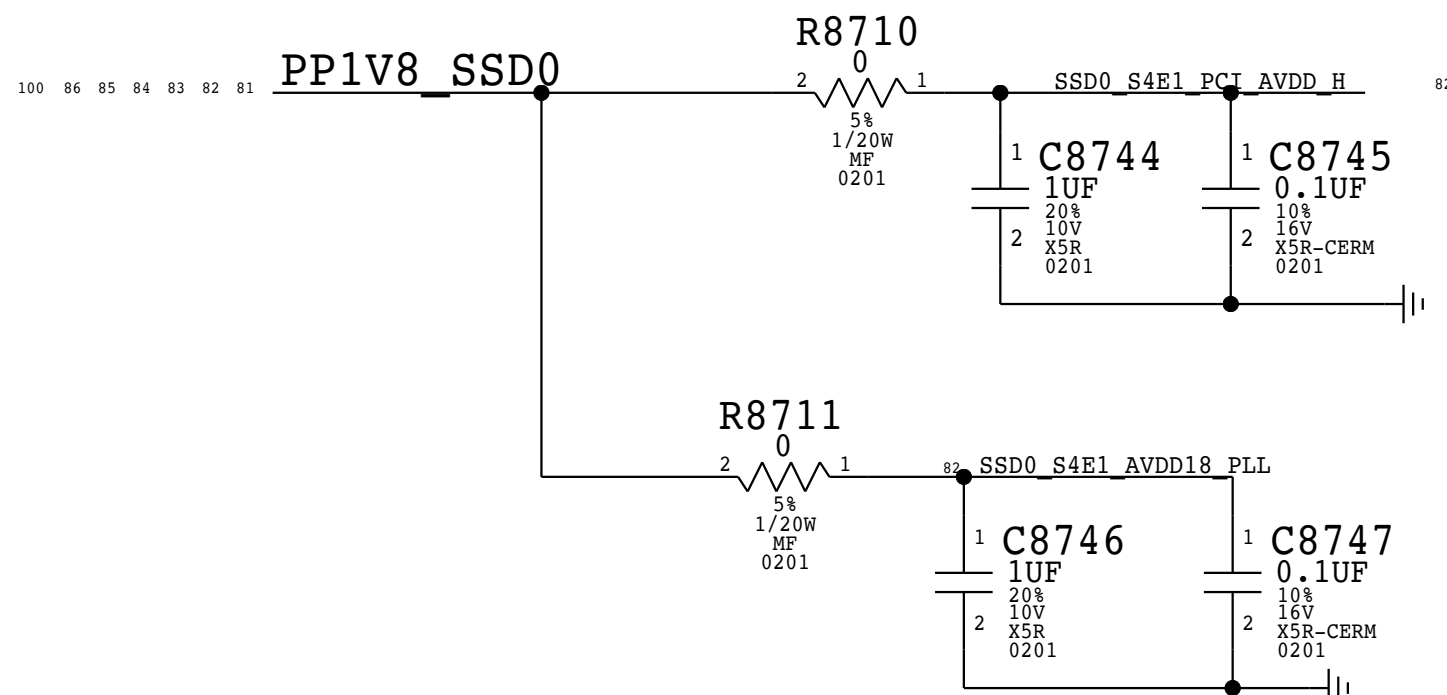 R8710
0
100 86 85 84 83 82 81
PP1V8_SSD0
2
1
SSD0_S4E1_PCI_AVDD_H
82
5%
1/20W
MF
0201
1
C8744
1UF
20%
10V
X5R
0201
2
1
C8745
0.1UF
10%
16V
X5R-CERM
0201
2
R8711
0
2
1
82
SSD0_S4E1_AVDD18_PLL
5%
1/20W
MF
0201
1
C8746
1UF
20%
10V
X5R
0201
2
1
C8747
0.1UF
10%
16V
X5R-CERM
0201
2